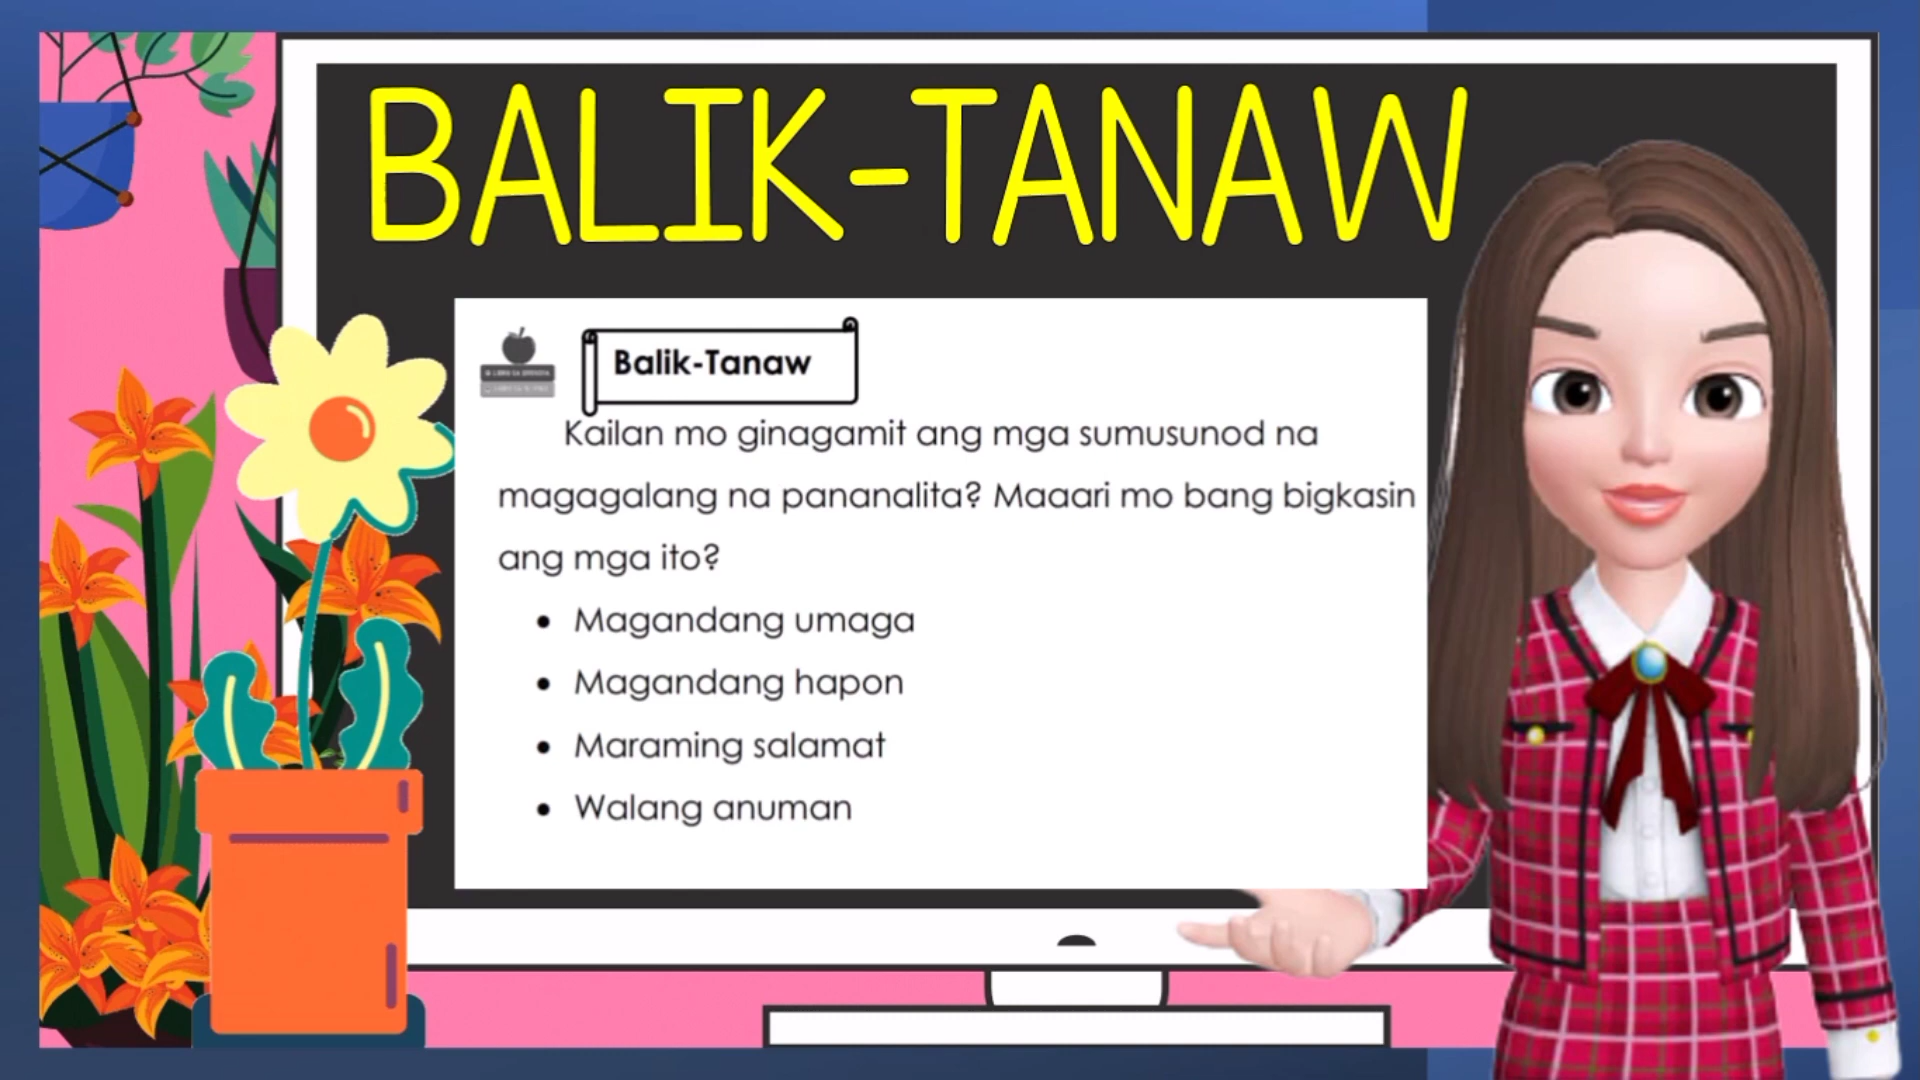 BALIK-TANAW
Balik-Tanaw
Kailan mo ginagamit ang mga sumusunod na
magagalang na pananalita? Maaari mo bang bigkasin
ang mga ito?
• Magandang umaga
• Magandang hapon
• Maraming salamat
• Walang anuman